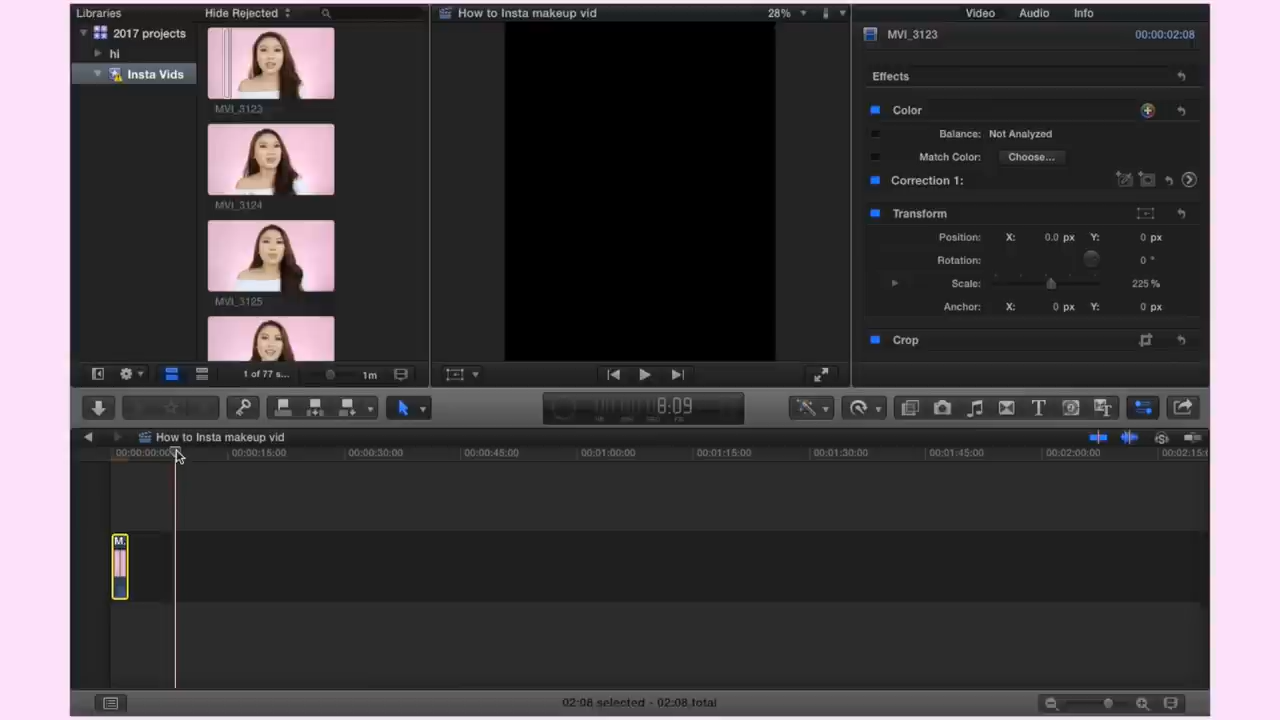 Libraries
Hide Rejected
How to Insta makeup vid
28%
Video
Audio
Info
2017 projects
hi
Insta Vids
MVI_3123
MVI_3124
MVI_3125
MVI_3123
00:00:02:08
Effects
Color
Balance: Not Analyzed
Match Color: Choose...
Correction 1:
Transform
Position: X: 0.0 px Y: 0 px
Rotation: 0 °
Scale: 225 %
Anchor: X: 0 px Y: 0 px
Crop
1 of 77 s...
1m
8:09
How to Insta makeup vid
00:00:00:00
00:00:15:00
00:00:30:00
00:00:45:00
00:01:00:00
00:01:15:00
00:01:30:00
00:01:45:00
00:02:00:00
00:02:15:0
M.
02:08 selected - 02:08 total